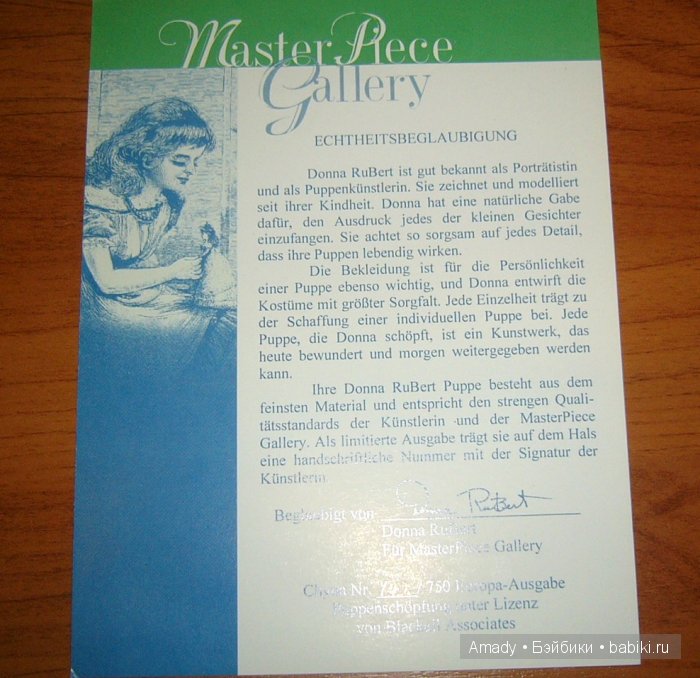 Master Piece
Gallery
ECHTHEITSBEGLAUBIGUNG
Donna RuBert ist gut bekannt als Porträtistin
und als Puppenkünstlerin. Sie zeichnet und modelliert
seit ihrer Kindheit. Donna hat eine natürliche Gabe
dafür, den Ausdruck jedes der kleinen Gesichter
einzufangen. Sie achtet so sorgsam auf jedes Detail,
dass ihre Puppen lebendig wirken.
Die Bekleidung ist für die Persönlichkeit
einer Puppe ebenso wichtig, und Donna entwirft die
Kostüme mit größter Sorgfalt. Jede Einzelheit trägt zu
der Schaffung einer individuellen Puppe bei. Jede
Puppe, die Donna schöpft, ist ein Kunstwerk, das
heute bewundert und morgen weitergegeben werden
kann.
Ihre Donna RuBert Puppe besteht aus dem
feinsten Material und entspricht den strengen Quali-
tätsstandards der Künstlerin und der MasterPiece
Gallery. Als limitierte Ausgabe trägt sie auf dem Hals
eine handschriftliche Nummer mit der Signatur der
Künstlerin.
Beglaubigt von Donna RuBert
Donna RuBert
Für MasterPiece Gallery
Nr. /750 Europa-Ausgabe
Puppenschöpfung unter Lizenz
von Blackell Associates
Amady • Бэйбики • babiki.ru